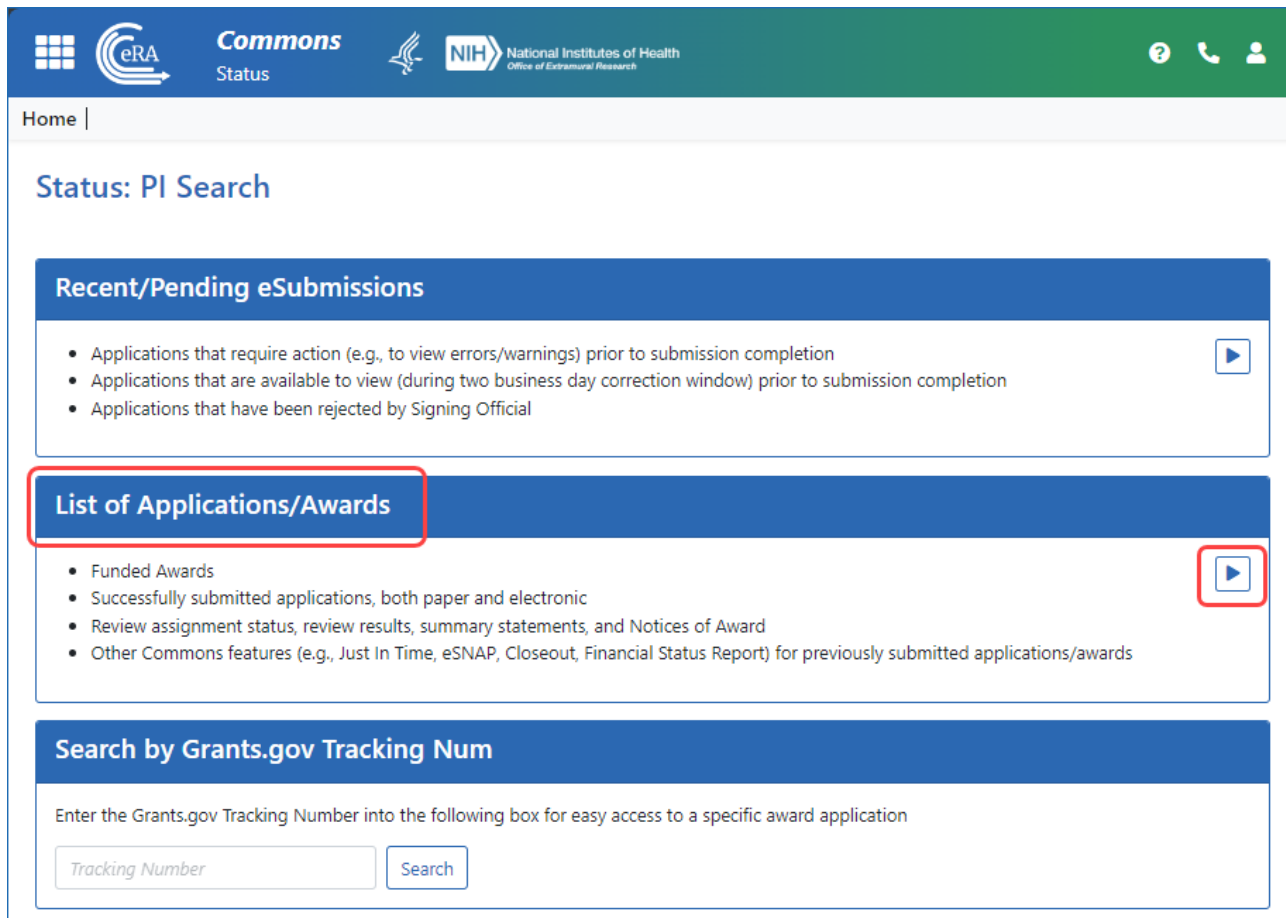 eRA
Commons
Status
NIH
National Institutes of Health
Office of Extramural Research
?
Home |
Status: PI Search
Recent/Pending eSubmissions
• Applications that require action (e.g., to view errors/warnings) prior to submission completion
• Applications that are available to view (during two business day correction window) prior to submission completion
• Applications that have been rejected by Signing Official
List of Applications/Awards
• Funded Awards
• Successfully submitted applications, both paper and electronic
• Review assignment status, review results, summary statements, and Notices of Award
• Other Commons features (e.g., Just In Time, eSNAP, Closeout, Financial Status Report) for previously submitted applications/awards
Search by Grants.gov Tracking Num
Enter the Grants.gov Tracking Number into the following box for easy access to a specific award application
Tracking Number
Search